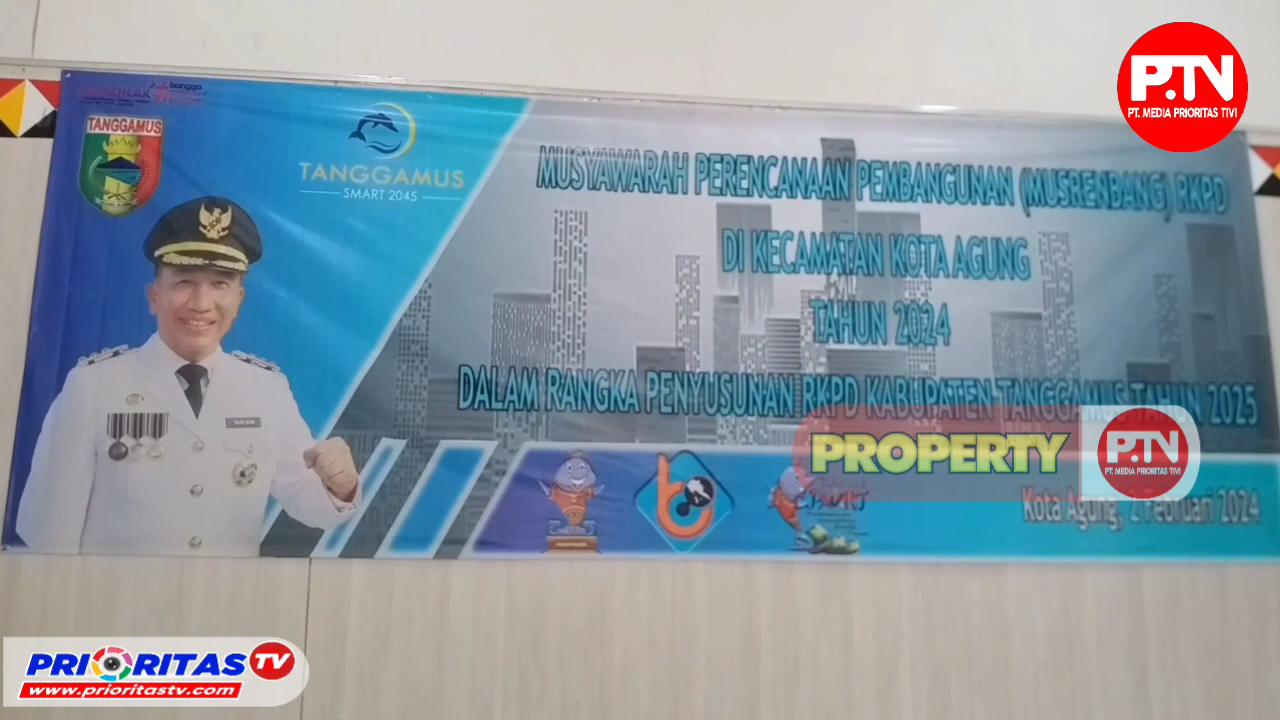 P.TN
PT. MEDIA PRIORITAS TIVI
bangga
TANGGAMUS
TANGGAMUS
SMART 2045
MUSYAWARAH PERENCANAAN PEMBANGUNAN (MUSRENBANG) RKPD
DI KECAMATAN KOTA AGUNG
TAHUN 2024
DALAM RANGKA PENYUSUNAN RKPD KABUPATEN TANGGAMUS TAHUN 2025
PROPERTY
P.TN
PT. MEDIA PRIORITAS TIVI
Kota Agung, 2 Februari 2024
PRIORITAS TV
www.prioritastv.com